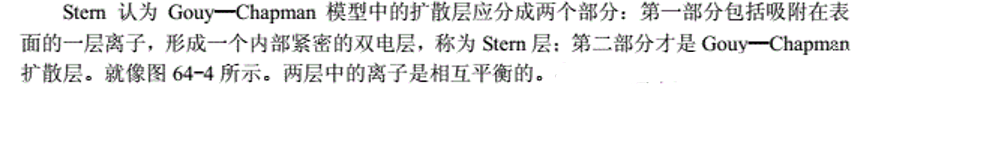 Stern 认为 Gouy—Chapman 模型中的扩散层应分成两个部分：第一部分包括吸附在表
面的一层离子，形成一个内部紧密的双电层，称为 Stern 层；第二部分才是 Gouy—Chapman
扩散层。就像图 64-4 所示。两层中的离子是相互平衡的。